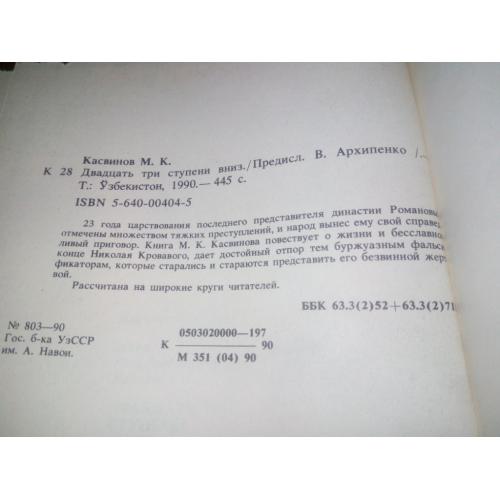 Касвинов М. К.
К 28 Двадцать три ступени вниз./Предисл. В. Архипенко /...
Т.: Ўзбекистон, 1990.— 445 с.
ISBN 5-640-00404-5
23 года царствования последнего представителя династии Романовы
отмечены множеством тяжких преступлений, и народ вынес ему свой справед
ливый приговор. Книга М. К. Касвинова повествует о жизни и бесславно
конце Николая Кровавого, дает достойный отпор тем буржуазным фальси
фикаторам, которые старались и стараются представить его безвинной жер
вой.
Рассчитана на широкие круги читателей.
ББК 63.3(2)52+63.3(2)71
№ 803—90
Гос. б-ка УзССР
им. А. Навои.
К 0503020000—197 90
М 351 (04) 90